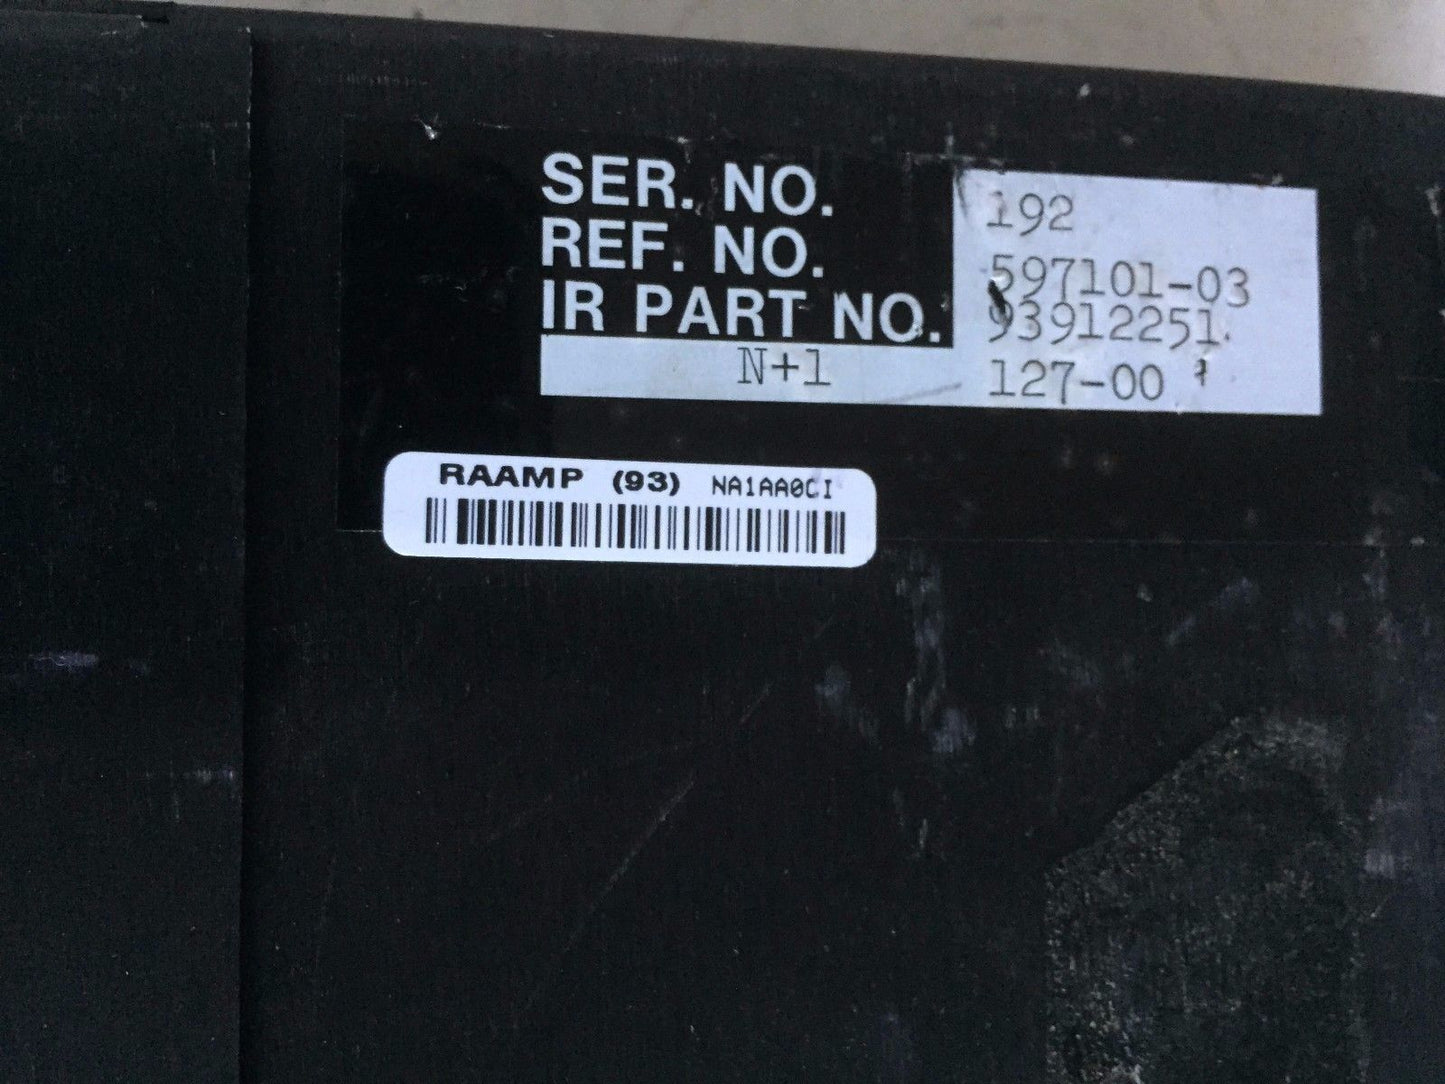 SER. NO. 192
REF. NO. 597101-03
IR PART NO. 93912251
N+1 127-00
RAAMP (93) NA1AA0CI